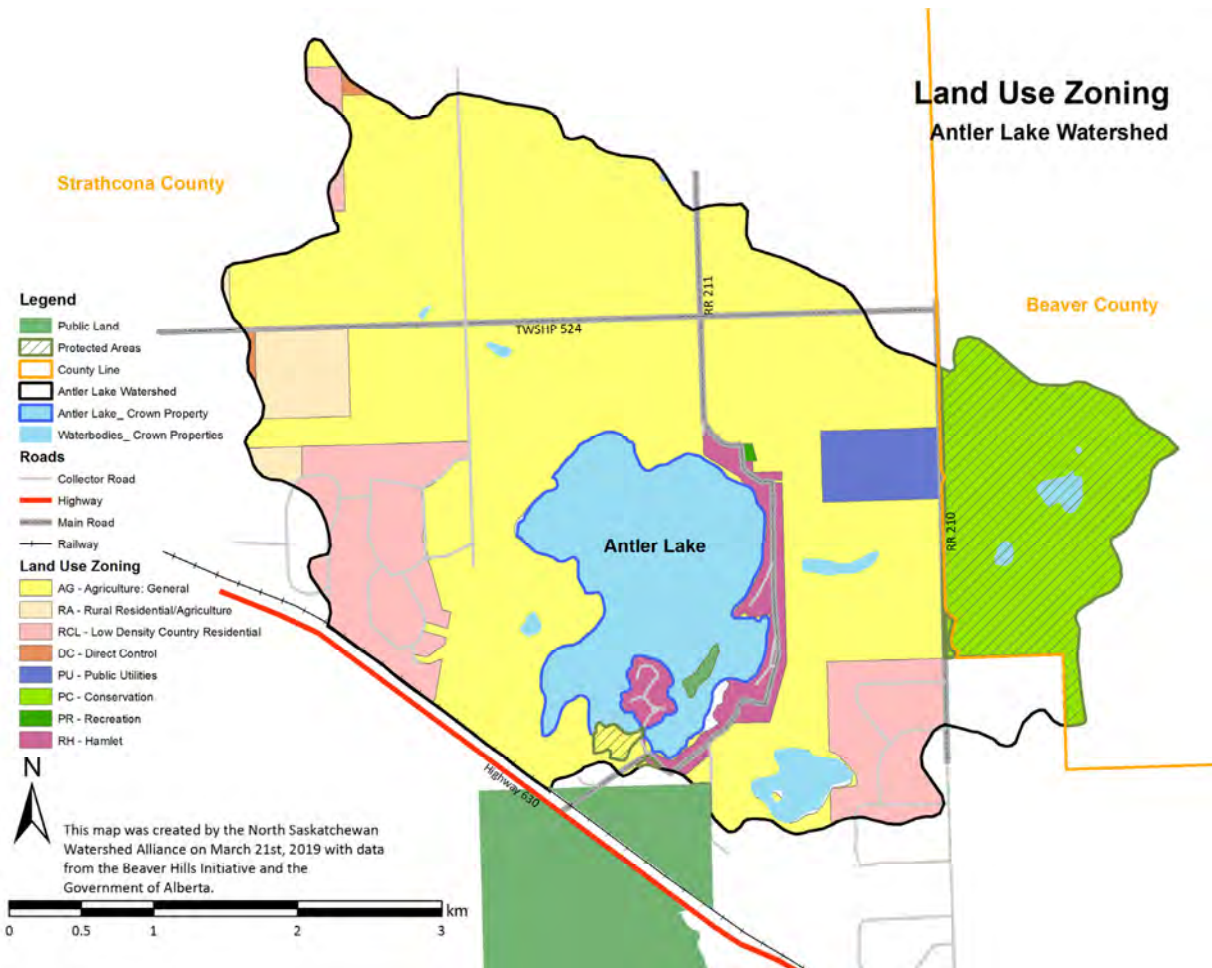 Land Use Zoning
Antler Lake Watershed
Strathcona County
Beaver County
RR 211
TWSHP 524
RR 210
Antler Lake
Highway 630
Legend
Public Land
Protected Areas
County Line
Antler Lake Watershed
Antler Lake_ Crown Property
Waterbodies_ Crown Properties
Roads
Collector Road
Highway
Main Road
Railway
Land Use Zoning
AG - Agriculture: General
RA - Rural Residential/Agriculture
RCL - Low Density Country Residential
DC - Direct Control
PU - Public Utilities
PC - Conservation
PR - Recreation
RH - Hamlet
N
This map was created by the North Saskatchewan
Watershed Alliance on March 21st, 2019 with data
from the Beaver Hills Initiative and the
Government of Alberta.
km
0 0.5 1 2 3